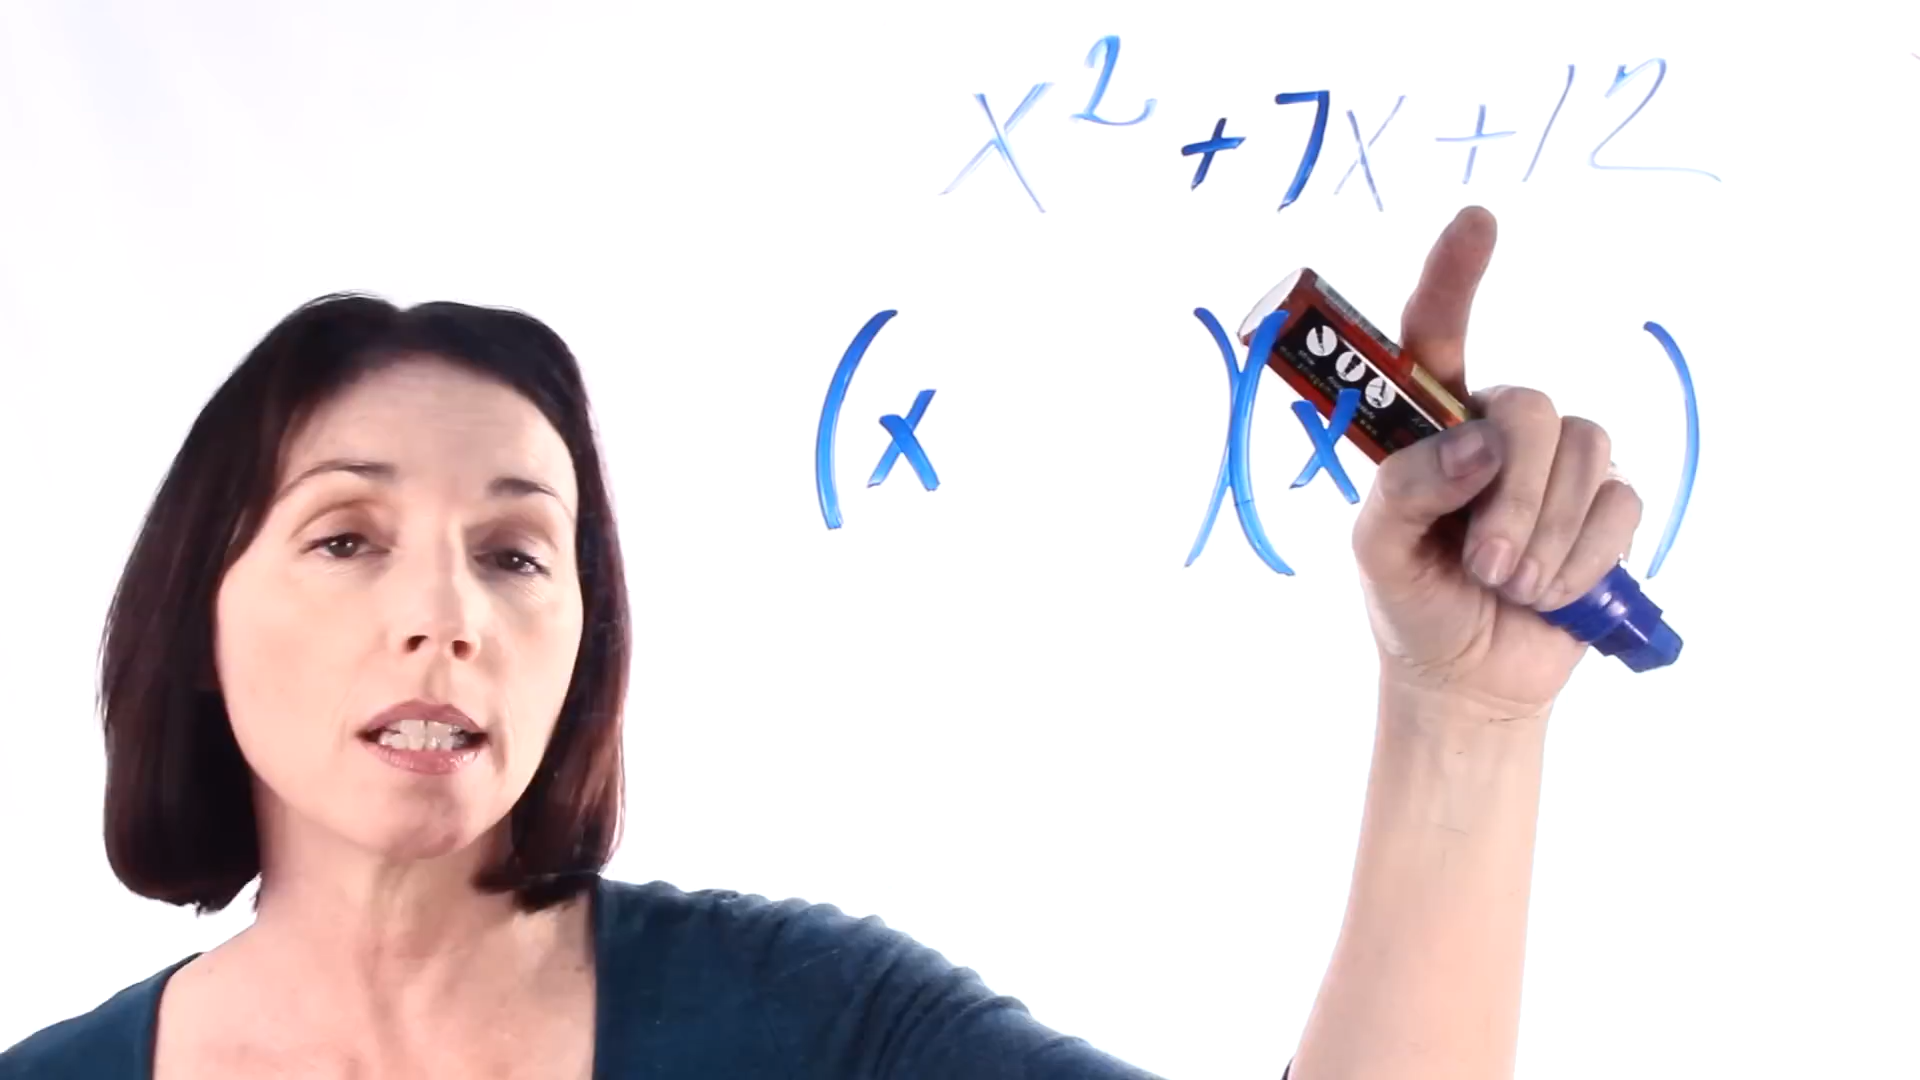 x² + 7x + 12
(x )(x )